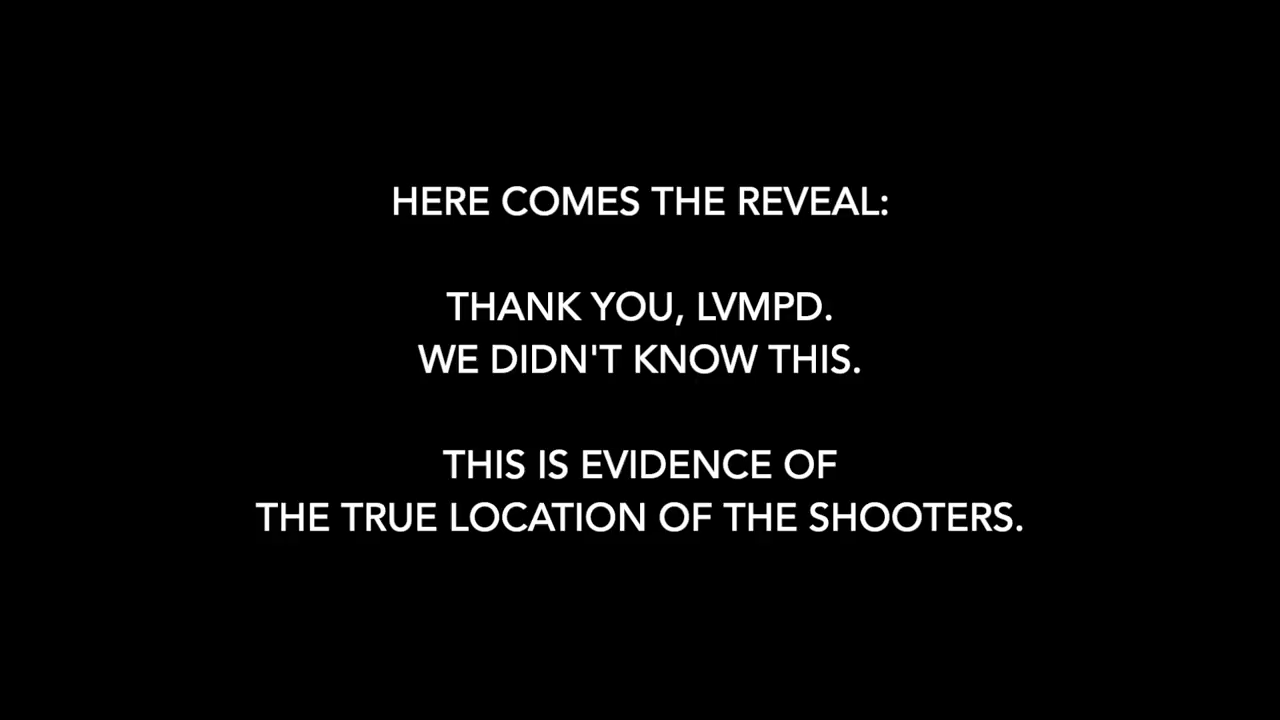 HERE COMES THE REVEAL:
THANK YOU, LVMPD.
WE DIDN'T KNOW THIS.
THIS IS EVIDENCE OF
THE TRUE LOCATION OF THE SHOOTERS.